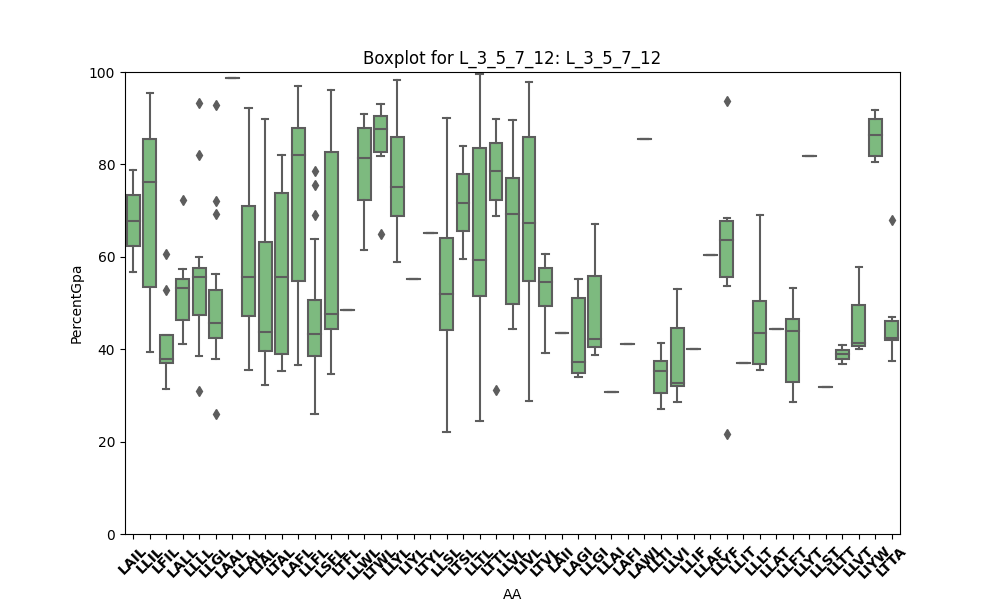 Boxplot for L_3_5_7_12: L_3_5_7_12
100
80
60
40
20
0
PercentGpa
LAIL LLIL LFIL LALL LLLL LLGL LAAL LLAL LIAL LTAL LAFL LLFL LSFL LTFL LLWL LTWL LLYL LIYL LTYL LLSL LTSL LLTL LTTL LLVL LIVL LTVL LAII LAGI LLGI LLAI LAFI LAWI LLTI LLVI LLIF LLAF LLYF LLIT LLLT LLAT LLFT LLYT LLST LLTT LLVT LIYW LTTA
AA